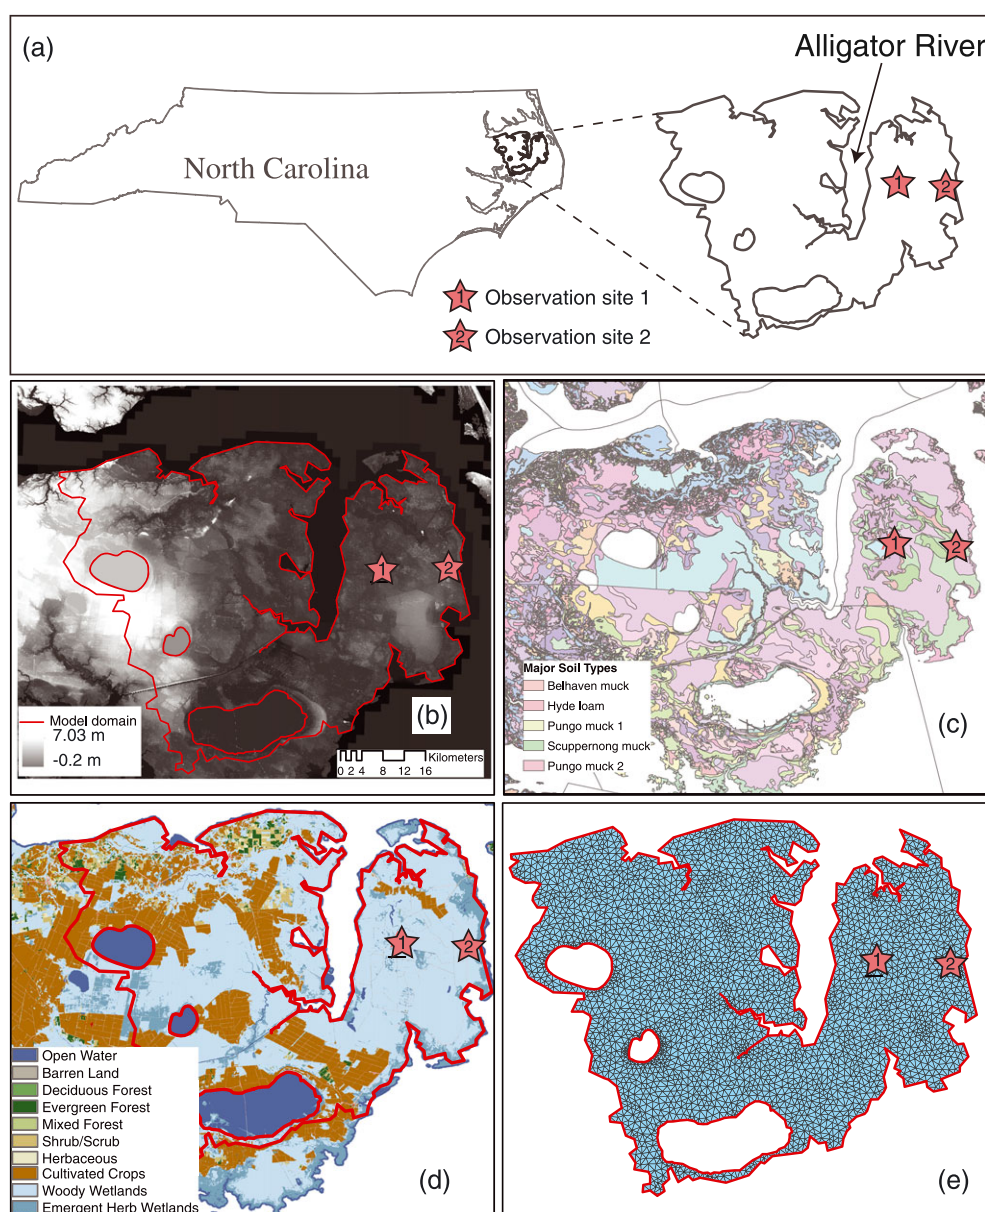 (a)
Alligator River
North Carolina
1
2
1 Observation site 1
2 Observation site 2
1
2
Model domain
7.03 m
-0.2 m
(b)
Kilometers
0 2 4 8 12 16
1
2
Major Soil Types
Belhaven muck
Hyde loam
Pungo muck 1
Scuppernong muck
Pungo muck 2
(c)
1
2
Open Water
Barren Land
Deciduous Forest
Evergreen Forest
Mixed Forest
Shrub/Scrub
Herbaceous
Cultivated Crops
Woody Wetlands
Emergent Herb Wetlands
(d)
1
2
(e)